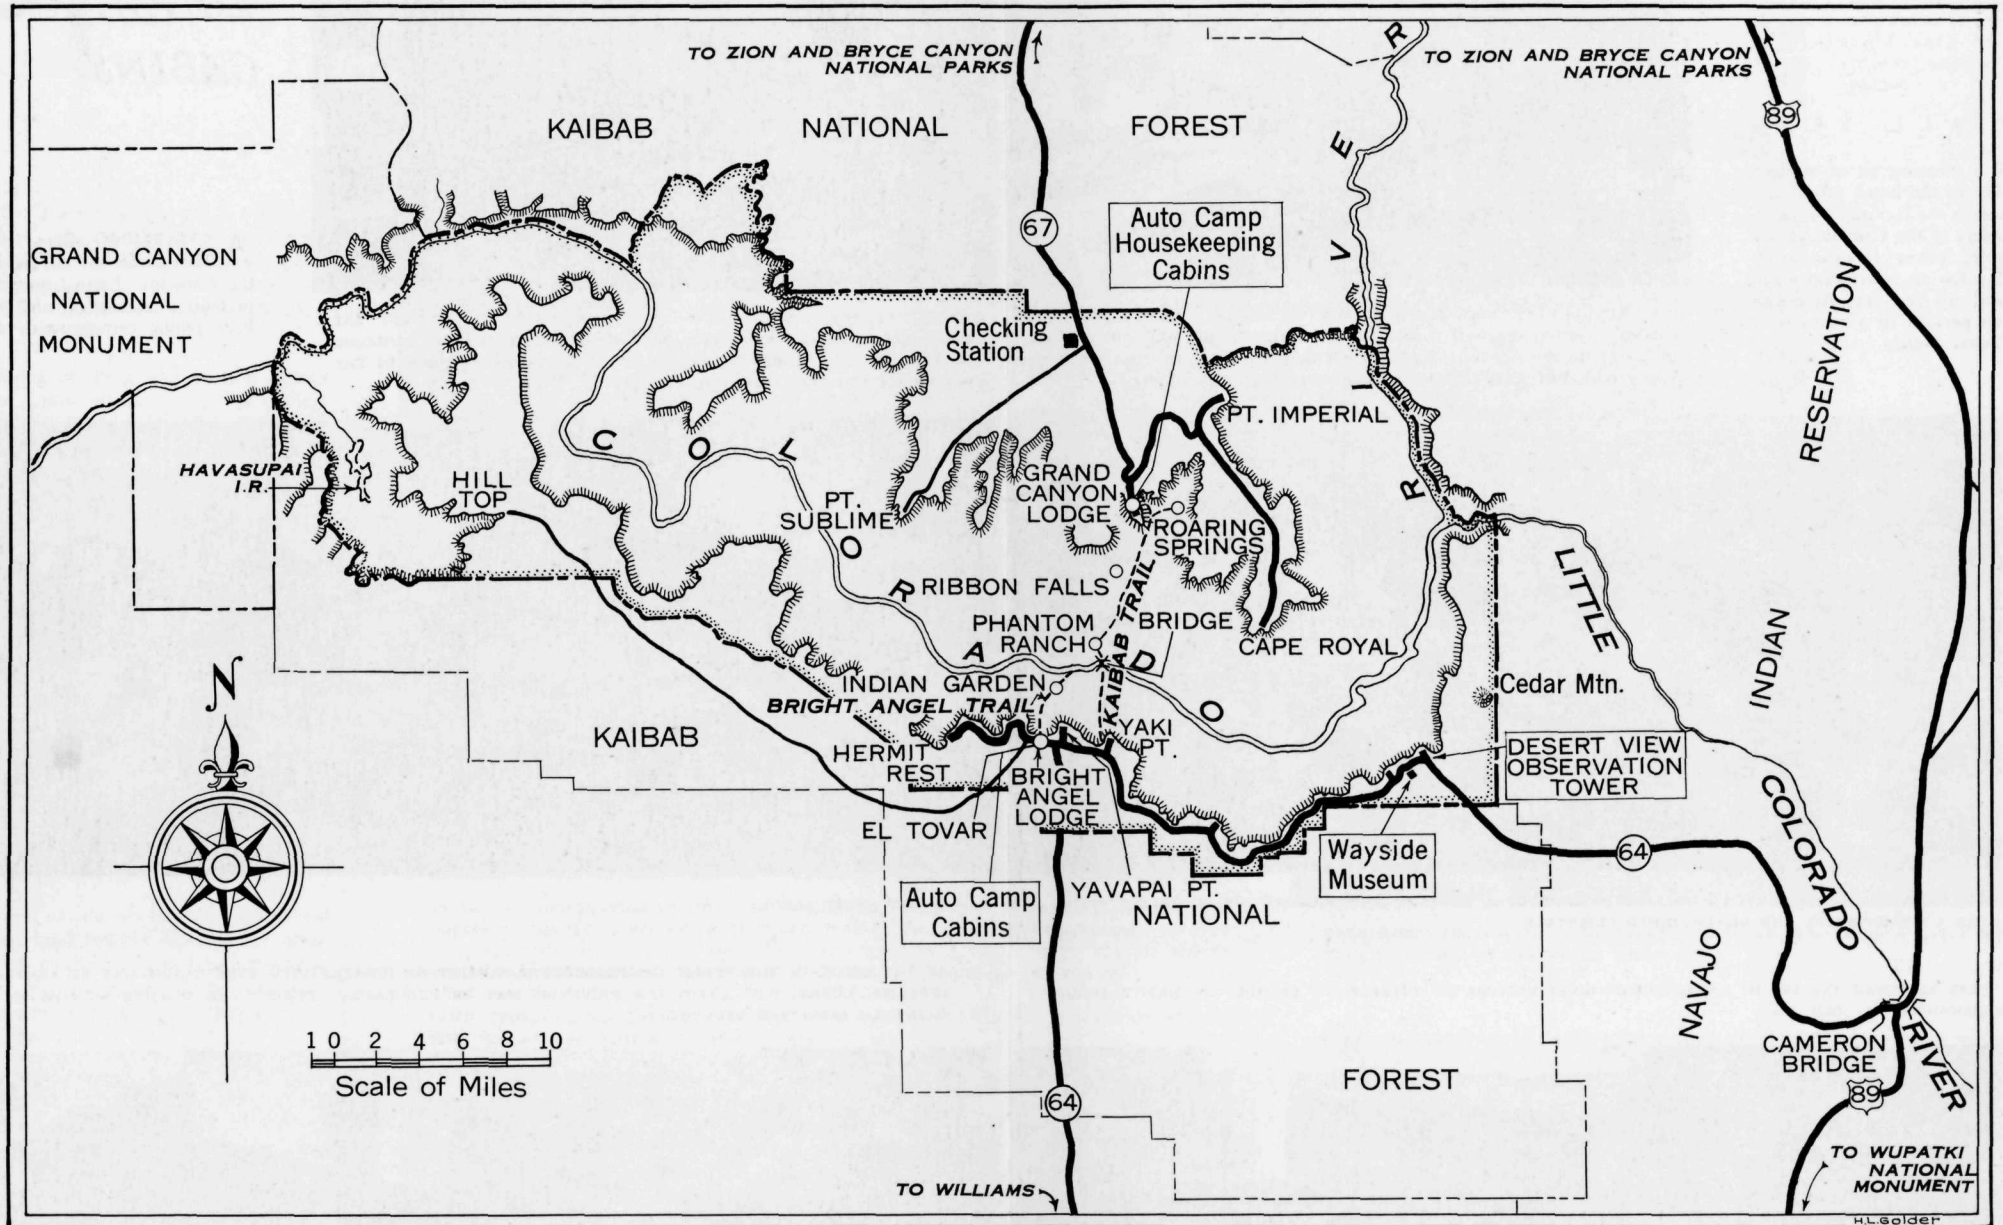 TO ZION AND BRYCE CANYON
NATIONAL PARKS
TO ZION AND BRYCE CANYON
NATIONAL PARKS
89
KAIBAB NATIONAL FOREST
67
Auto Camp
Housekeeping
Cabins
GRAND CANYON
NATIONAL
MONUMENT
Checking
Station
PT. IMPERIAL
HAVASUPAI
I.R.
HILL
TOP
PT.
SUBLIME
GRAND
CANYON
LODGE
ROARING
SPRINGS
RIBBON FALLS
KAIBAB TRAIL
PHANTOM
RANCH
BRIDGE
CAPE ROYAL
COLORADO RIVER
INDIAN GARDEN
BRIGHT ANGEL TRAIL
Cedar Mtn.
LITTLE COLORADO RIVER
NAVAJO INDIAN RESERVATION
N
KAIBAB
HERMIT
REST
YAKI
PT.
BRIGHT
ANGEL
LODGE
DESERT VIEW
OBSERVATION
TOWER
EL TOVAR
Wayside
Museum
64
Auto Camp
Cabins
YAVAPAI PT.
NATIONAL
FOREST
1 0 2 4 6 8 10
Scale of Miles
CAMERON
BRIDGE
89
64
TO WILLIAMS
TO WUPATKI
NATIONAL
MONUMENT
H.L.Golder